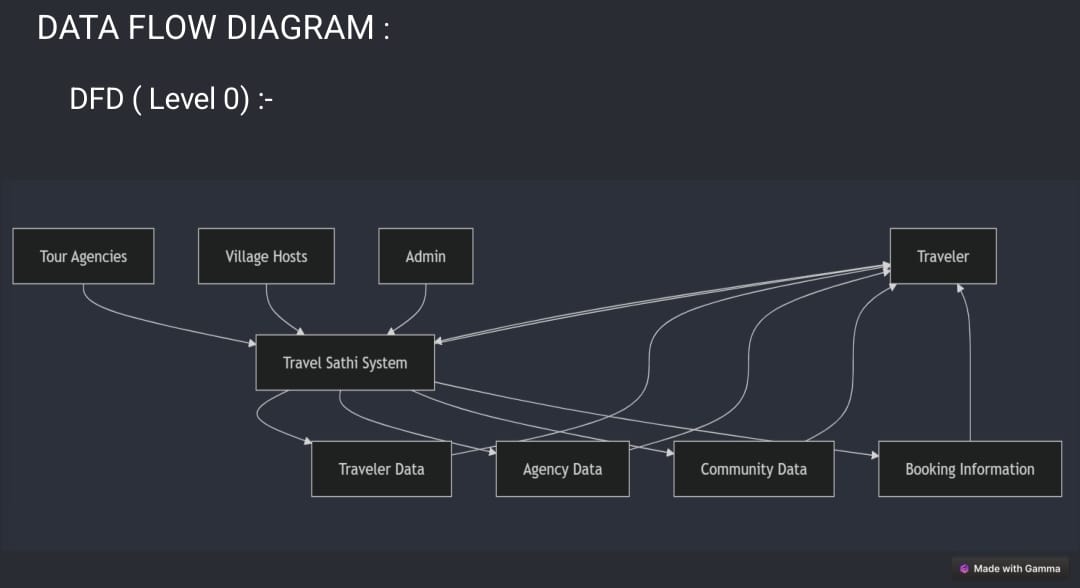 DATA FLOW DIAGRAM :
DFD ( Level 0) :-
Tour Agencies
Village Hosts
Admin
Traveler
Travel Sathi System
Traveler Data
Agency Data
Community Data
Booking Information
Made with Gamma